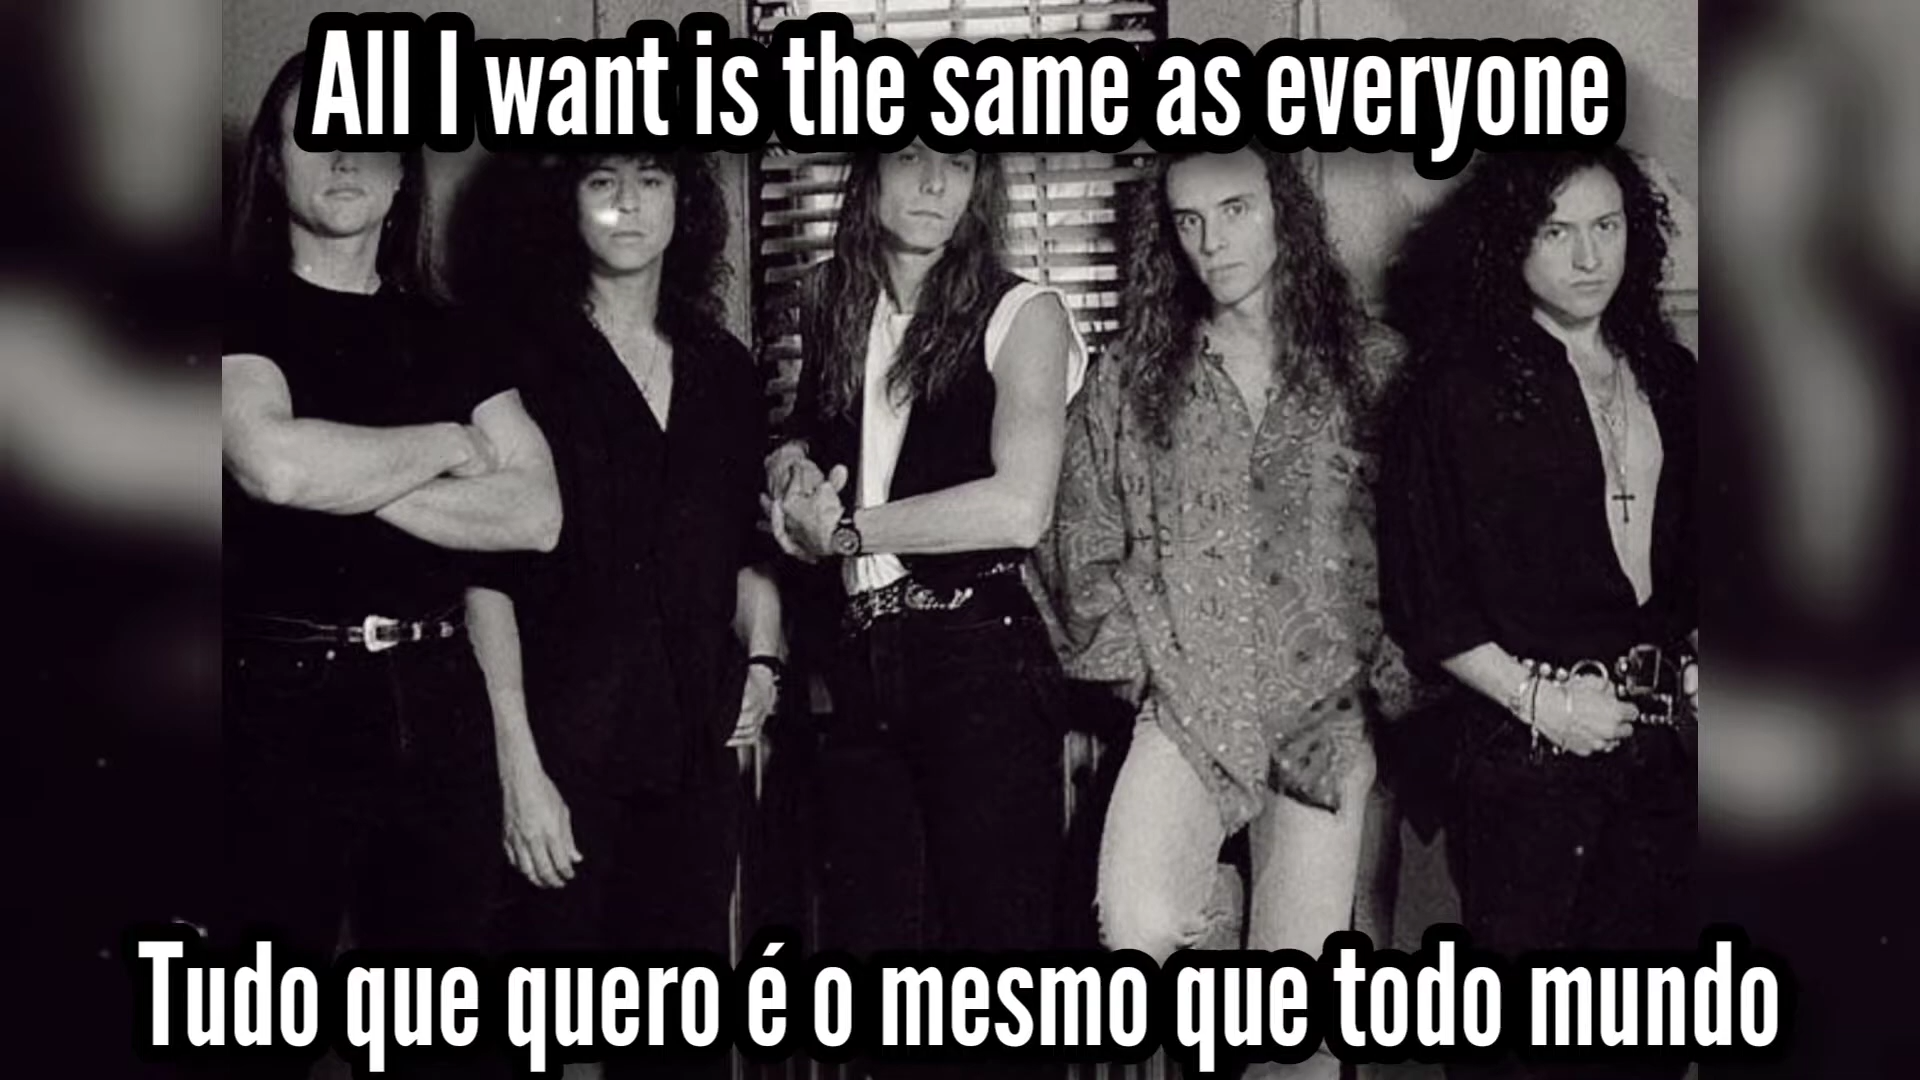 All I want is the same as everyone
Tudo que quero é o mesmo que todo mundo